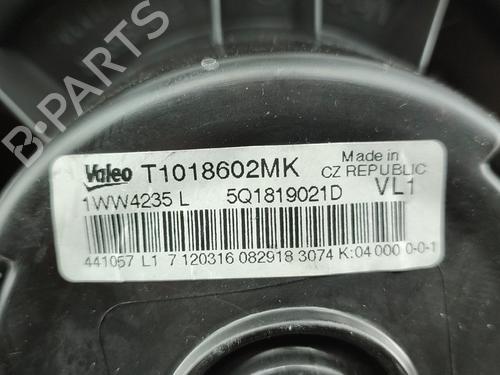 B-PARTS
Valeo T1018602MK Made in
CZ REPUBLIC
1WW4235 L 5Q1819021D VL1
441057 L1 7 120316 082918 3074 K:04 0000 0-0-1